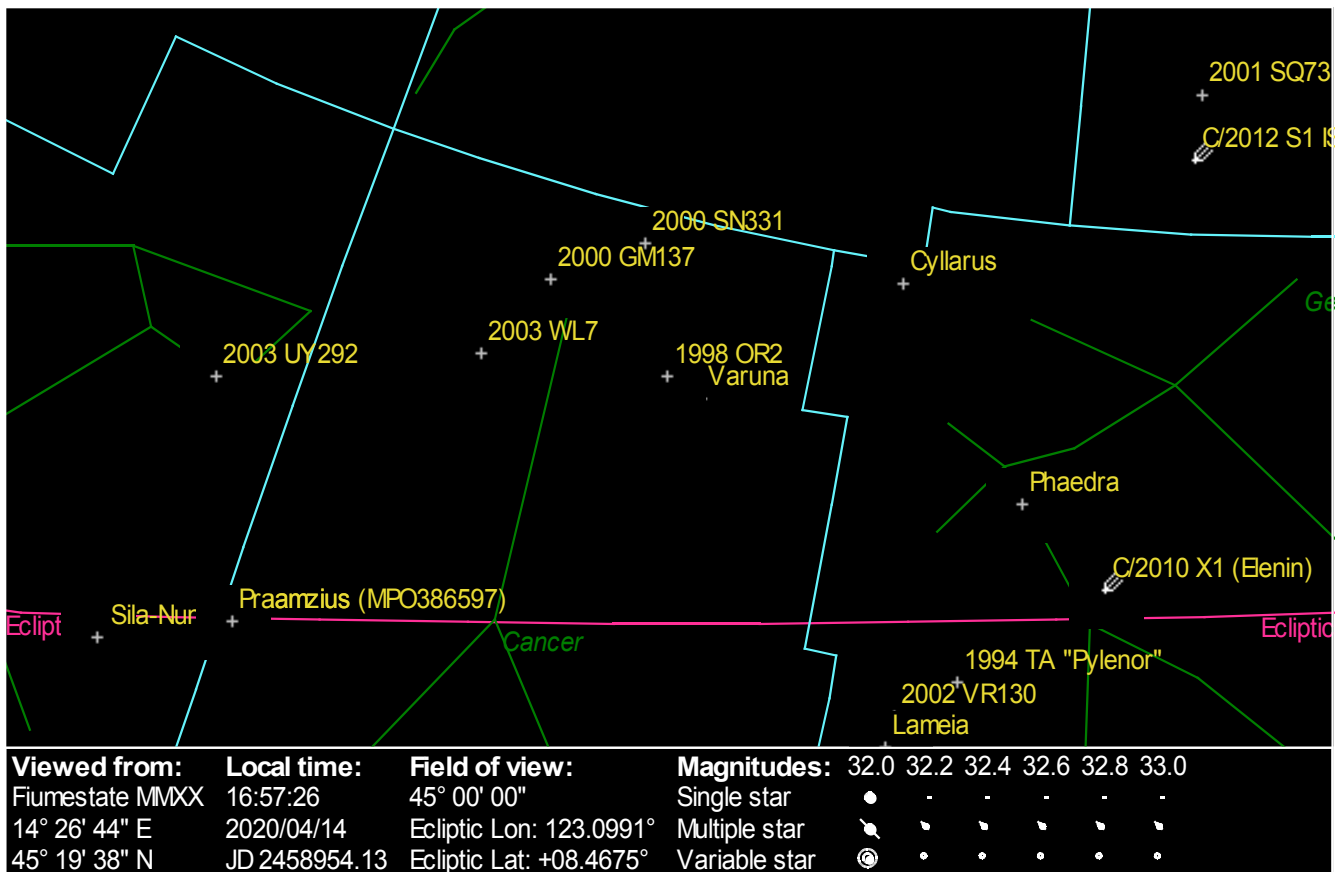 2001 SQ73
C/2012 S1 IS
2000 SN331
2000 GM137
Cyllarus
Ge
2003 WL7
2003 UY292
1998 OR2
Varuna
Phaedra
C/2010 X1 (Elenin)
Praamzius (MPO386597)
Sila-Nur
Eclipt
Ecliptic
Cancer
1994 TA "Pylenor"
2002 VR130
Lameia
Viewed from: Local time: Field of view: Magnitudes: 32.0 32.2 32.4 32.6 32.8 33.0
Fiumestate MMXX 16:57:26 45° 00' 00" Single star
14° 26' 44" E 2020/04/14 Ecliptic Lon: 123.0991° Multiple star
45° 19' 38" N JD 2458954.13 Ecliptic Lat: +08.4675° Variable star